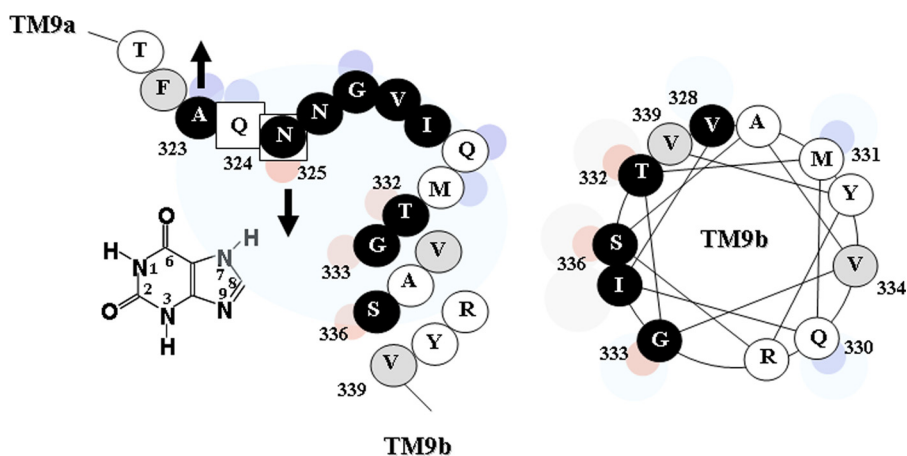 TM9a
T
F
A
Q
N
N
G
V
I
Q
M
T
G
V
A
S
R
Y
V
323
324
325
332
333
336
339
TM9b
O
H
N
1
6
7
N
H
2
8
O
3
9
N
N
H
339
328
V
V
A
M
331
332
T
Y
S
336
TM9b
I
V
334
333
G
R
Q
330